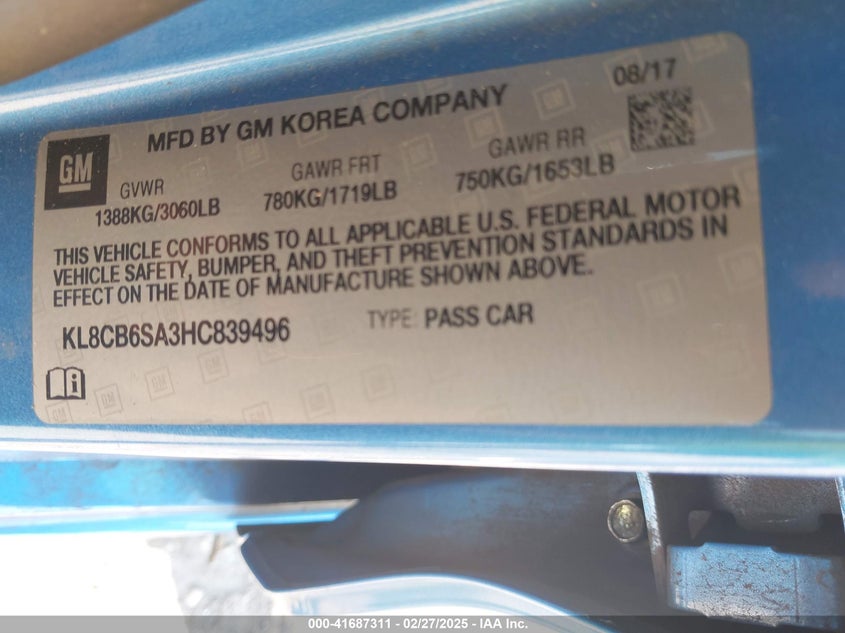 08/17
MFD BY GM KOREA COMPANY
GM
GVWR GAWR FRT GAWR RR
1388KG/3060LB 780KG/1719LB 750KG/1653LB
THIS VEHICLE CONFORMS TO ALL APPLICABLE U.S. FEDERAL MOTOR
VEHICLE SAFETY, BUMPER, AND THEFT PREVENTION STANDARDS IN
EFFECT ON THE DATE OF MANUFACTURE SHOWN ABOVE.
KL8CB6SA3HC839496 TYPE: PASS CAR
000-41687311 / 02/27/2025 - IAA Inc.